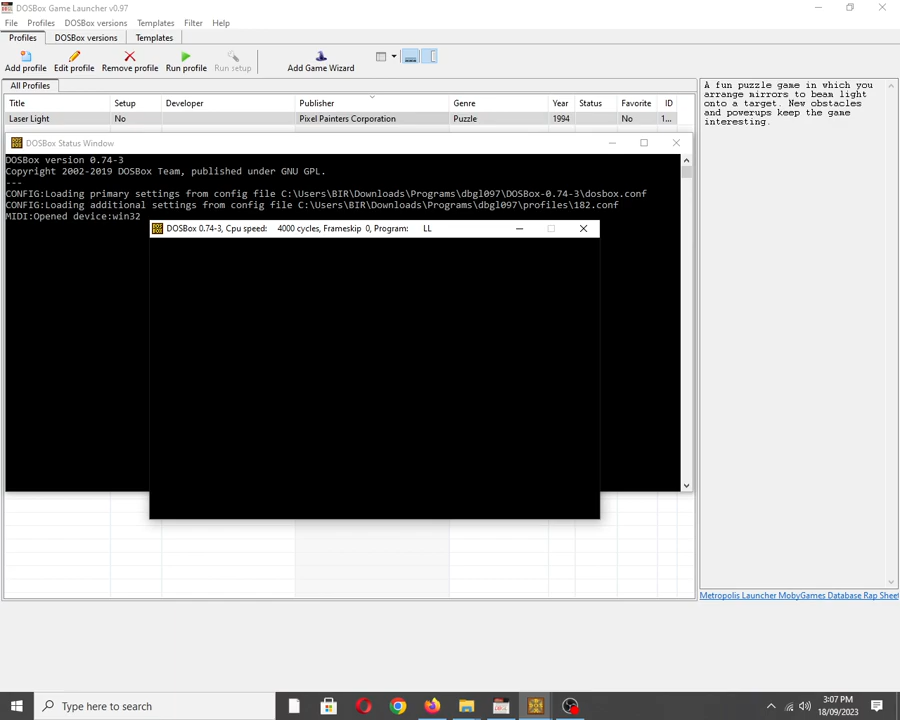 DOSBox Game Launcher v0.97
File Profiles DOSBox versions Templates Filter Help
Profiles DOSBox versions Templates
Add profile Edit profile Remove profile Run profile Run setup Add Game Wizard
All Profiles
Title Setup Developer Publisher Genre Year Status Favorite ID
Laser Light No Pixel Painters Corporation Puzzle 1994 No 1...
A fun puzzle game in which you
arrange mirrors to beam light
onto a target. New obstacles
and powerups keep the game
interesting.
DOSBox Status Window
DOSBox version 0.74-3
Copyright 2002-2019 DOSBox Team, published under GNU GPL.
---
CONFIG:Loading primary settings from config file C:\Users\BIR\Downloads\Programs\dbgl097\DOSBox-0.74-3\dosbox.conf
CONFIG:Loading additional settings from config file C:\Users\BIR\Downloads\Programs\dbgl097\profiles\182.conf
MIDI:Opened device:win32
DOSBox 0.74-3, Cpu speed: 4000 cycles, Frameskip 0, Program: LL
Metropolis Launcher MobyGames Database Rap Sheet
Type here to search
3:07 PM
18/09/2023